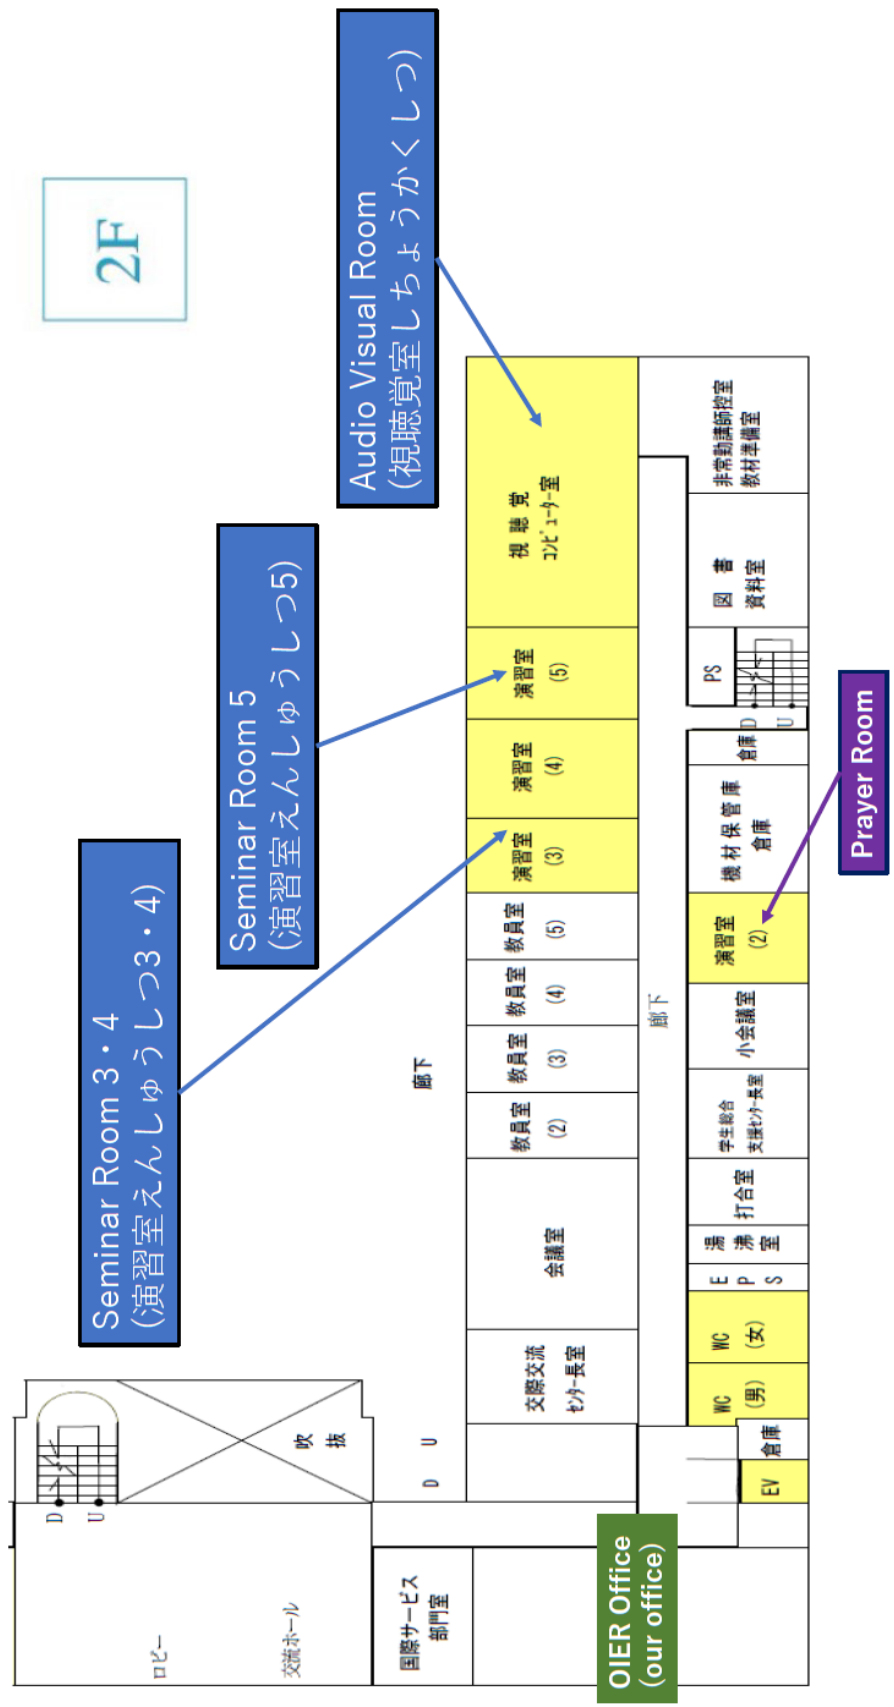 2F
Audio Visual Room
(視聴覚室しちょうかくしつ)
Seminar Room 5
(演習室えんしゅうしつ5)
Seminar Room 3・4
(演習室えんしゅうしつ3・4)
吹
抜
D
U
ロビー
交流ホール
D U
廊下
国際サービス
部門室
OIER Office
(our office)
交際交流
ｾﾝﾀｰ長室
会議室
教員室
(2)
教員室
(3)
教員室
(4)
教員室
(5)
演習室
(3)
演習室
(4)
演習室
(5)
視聴覚
ｺﾝﾋﾟｭｰﾀｰ室
廊下
EV
倉庫
WC
(男)
WC
(女)
E
P
S
湯
沸
室
打合室
学生総合
支援ｾﾝﾀｰ長室
小会議室
演習室
(2)
機材保管庫
倉庫
倉庫
D
U
PS
図書
資料室
非常勤講師控室
教材準備室
Prayer Room